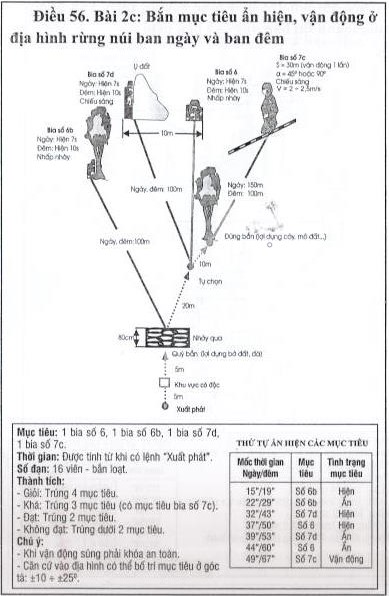 Điều 56. Bài 2c: Bắn mục tiêu ẩn hiện, vận động ở
địa hình rừng núi ban ngày và ban đêm
Bia số 7d
Ngày: Hiện 7s
Đêm: Hiện 10s
Chiếu sáng
Ụ đất
Bia số 6
Ngày: Hiện 7s
Đêm: Hiện 10s
Nhấp nháy
Bia số 7c
S = 30m (vận động 1 lần)
α = 45° hoặc 90°
Chiếu sáng
V = 2 ÷ 2,5m/s
Bia số 6b
Ngày: Hiện 7s
Đêm: Hiện 10s
Nhấp nháy
10m
Ngày, đêm: 100m
Ngày: 150m
Đêm: 100m
Ngày, đêm: 100m
Đứng bắn (lợi dụng cây, mô đất...)
10m
Tự chọn
20m
80cm
Nhảy qua
Quỳ bắn (lợi dụng bờ đất, đá)
5m
Khu vực có độc
5m
Xuất phát
Mục tiêu: 1 bia số 6, 1 bia số 6b, 1 bia số 7d,
1 bia số 7c.
Thời gian: Được tính từ khi có lệnh “Xuất phát”.
Số đạn: 16 viên - bắn loạt.
Thành tích:
- Giỏi: Trúng 4 mục tiêu.
- Khá: Trúng 3 mục tiêu (có mục tiêu bia số 7c).
- Đạt: Trúng 2 mục tiêu.
- Không đạt: Trúng dưới 2 mục tiêu.
Chú ý:
- Khi vận động súng phải khóa an toàn.
- Căn cứ vào địa hình có thể bố trí mục tiêu ở góc
tà: ±10 ÷ ±25°.
THỨ TỰ ẨN HIỆN CÁC MỤC TIÊU
Mốc thời gian Ngày/đêm Mục tiêu Tình trạng mục tiêu
15"/19" Số 6b Hiện
22"/29" Số 6b Ẩn
32"/43" Số 7d Hiện
37"/50" Số 6 Hiện
39"/53" Số 7d Ẩn
44"/60" Số 6 Ẩn
49"/67" Số 7c Vận động